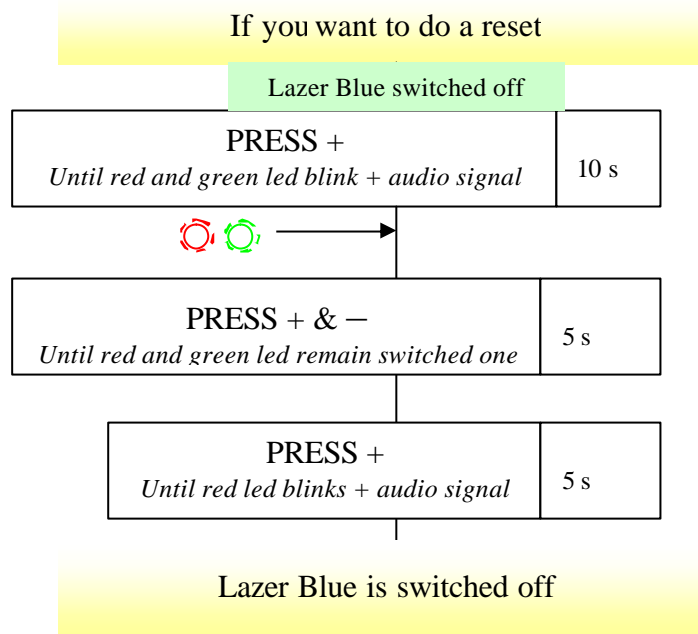 If you want to do a reset
Lazer Blue switched off
PRESS +
Until red and green led blink + audio signal
10 s
PRESS + & –
Until red and green led remain switched one
5 s
PRESS +
Until red led blinks + audio signal
5 s
Lazer Blue is switched off